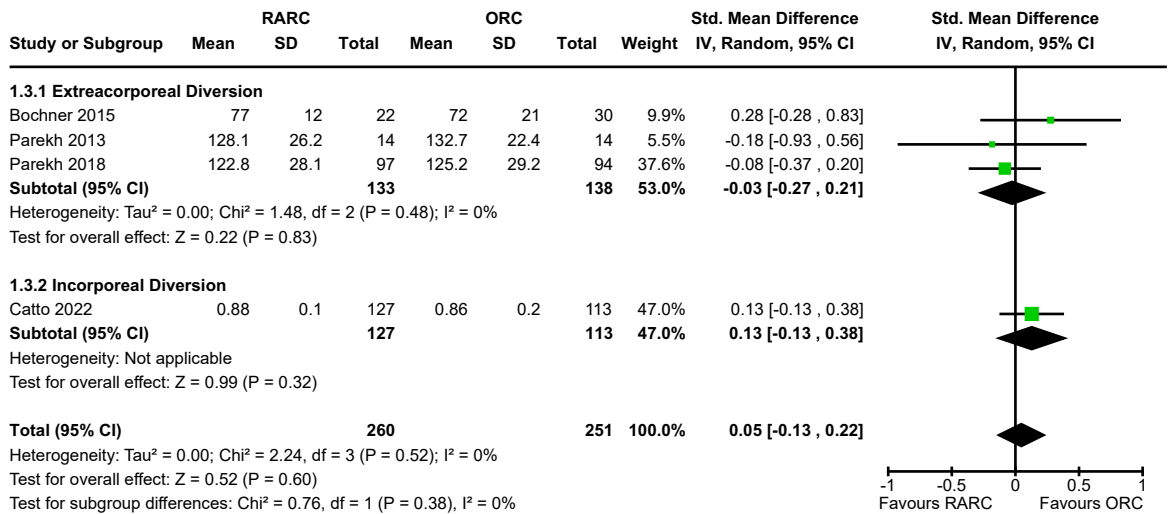 RARC ORC Std. Mean Difference Std. Mean Difference
Study or Subgroup Mean SD Total Mean SD Total Weight IV, Random, 95% CI IV, Random, 95% CI
1.3.1 Extreacorporeal Diversion
Bochner 2015 77 12 22 72 21 30 9.9% 0.28 [-0.28 , 0.83]
Parekh 2013 128.1 26.2 14 132.7 22.4 14 5.5% -0.18 [-0.93 , 0.56]
Parekh 2018 122.8 28.1 97 125.2 29.2 94 37.6% -0.08 [-0.37 , 0.20]
Subtotal (95% CI) 133 138 53.0% -0.03 [-0.27 , 0.21]
Heterogeneity: Tau² = 0.00; Chi² = 1.48, df = 2 (P = 0.48); I² = 0%
Test for overall effect: Z = 0.22 (P = 0.83)
1.3.2 Incorporeal Diversion
Catto 2022 0.88 0.1 127 0.86 0.2 113 47.0% 0.13 [-0.13 , 0.38]
Subtotal (95% CI) 127 113 47.0% 0.13 [-0.13 , 0.38]
Heterogeneity: Not applicable
Test for overall effect: Z = 0.99 (P = 0.32)
Total (95% CI) 260 251 100.0% 0.05 [-0.13 , 0.22]
Heterogeneity: Tau² = 0.00; Chi² = 2.24, df = 3 (P = 0.52); I² = 0%
Test for overall effect: Z = 0.52 (P = 0.60)
-1 -0.5 0 0.5 1
Test for subgroup differences: Chi² = 0.76, df = 1 (P = 0.38), I² = 0%
Favours RARC Favours ORC